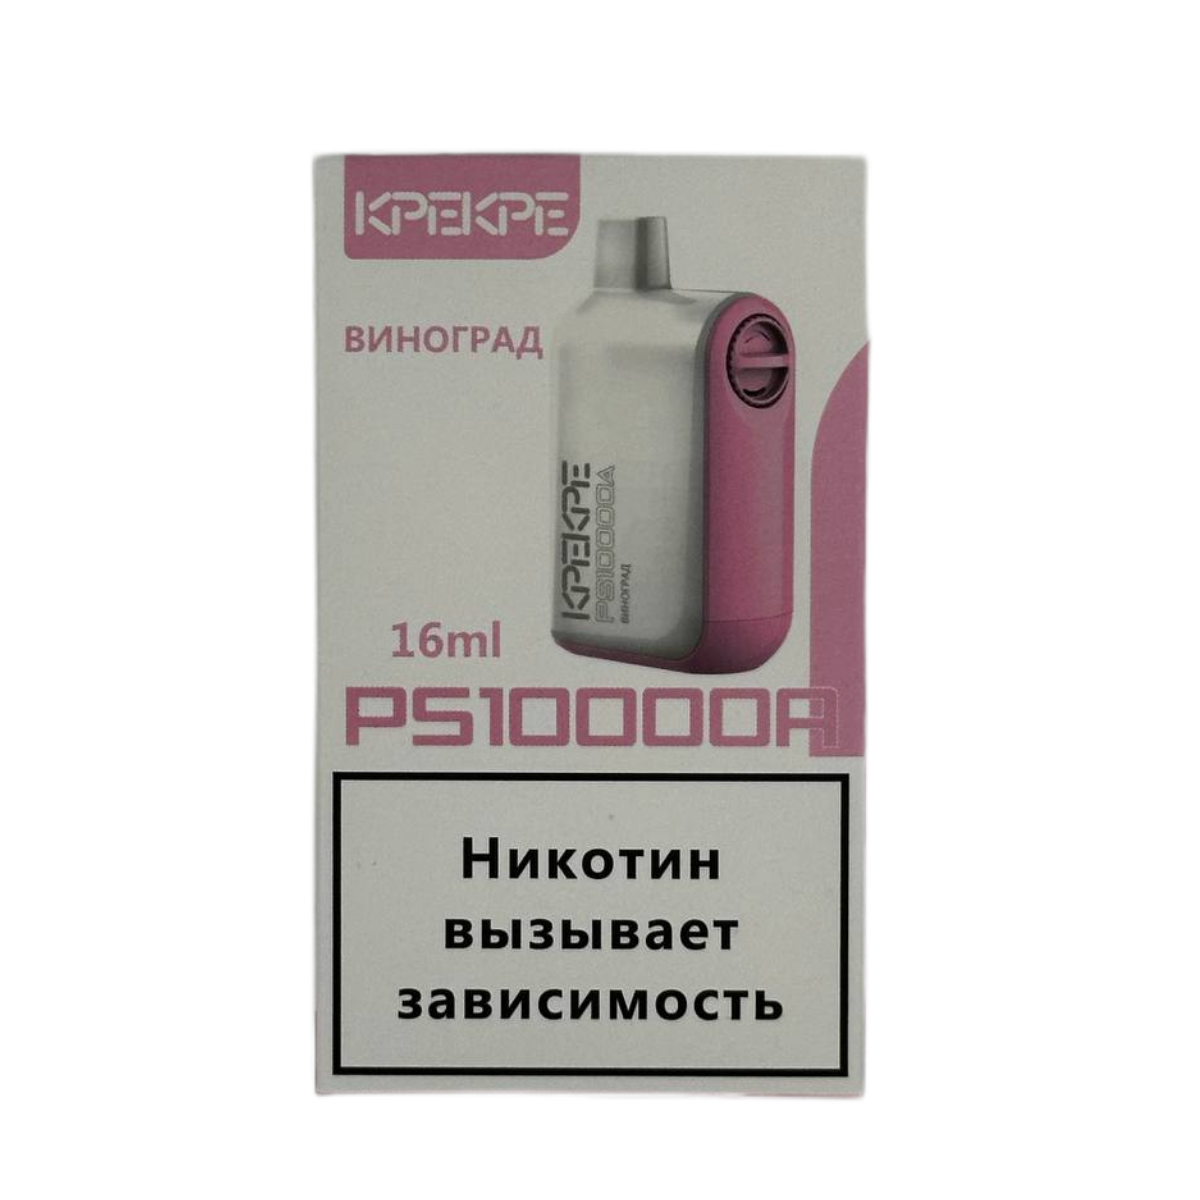 KPEKPE
ВИНОГРАД
KPEKPE
PS10000A
ВИНОГРАД
16ml
PS10000A
Никотин
вызывает
зависимость